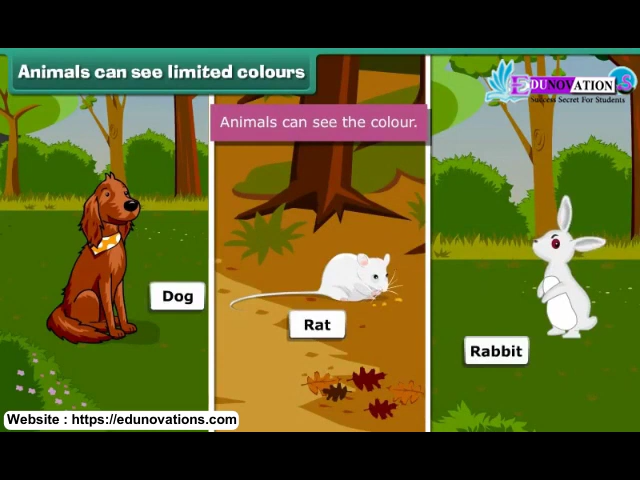 Animals can see limited colours
EDUNOVATIONS
Success Secret For Students
Animals can see the colour.
Dog
Rat
Rabbit
Website : https://edunovations.com